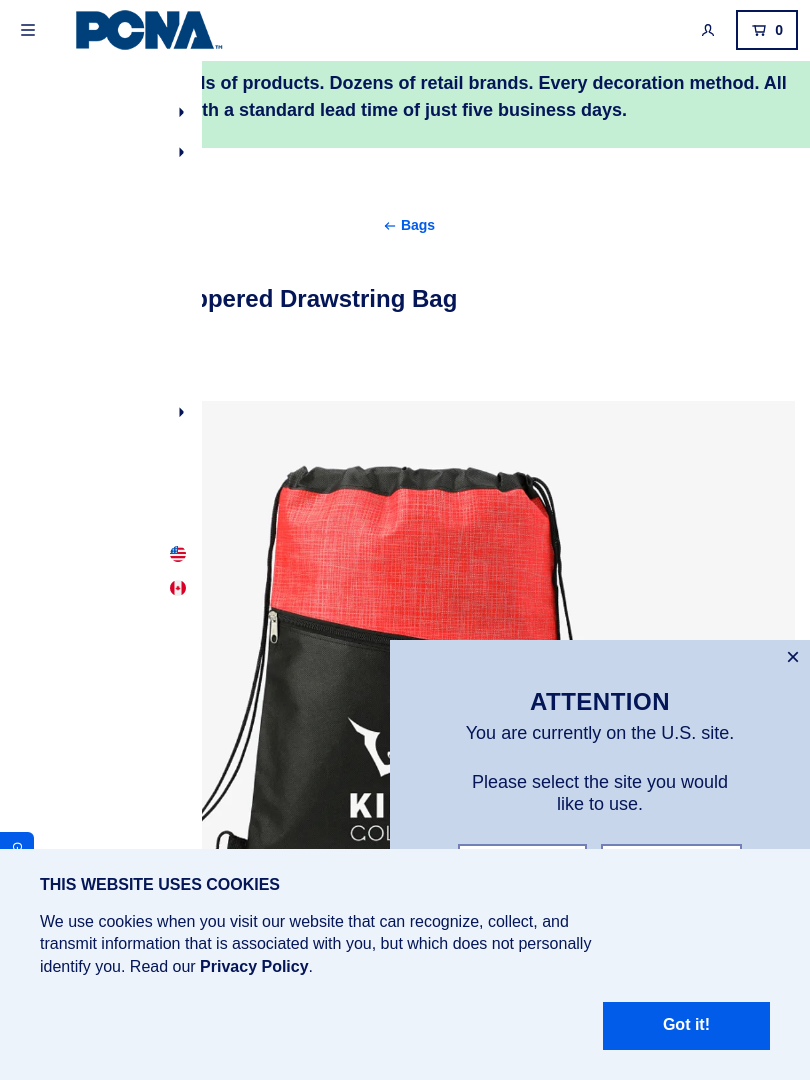 PCNA™
0
ls of products. Dozens of retail brands. Every decoration method. All
th a standard lead time of just five business days.
← Bags
ppered Drawstring Bag
ATTENTION
You are currently on the U.S. site.
Please select the site you would
like to use.
THIS WEBSITE USES COOKIES
We use cookies when you visit our website that can recognize, collect, and
transmit information that is associated with you, but which does not personally
identify you. Read our Privacy Policy.
Got it!